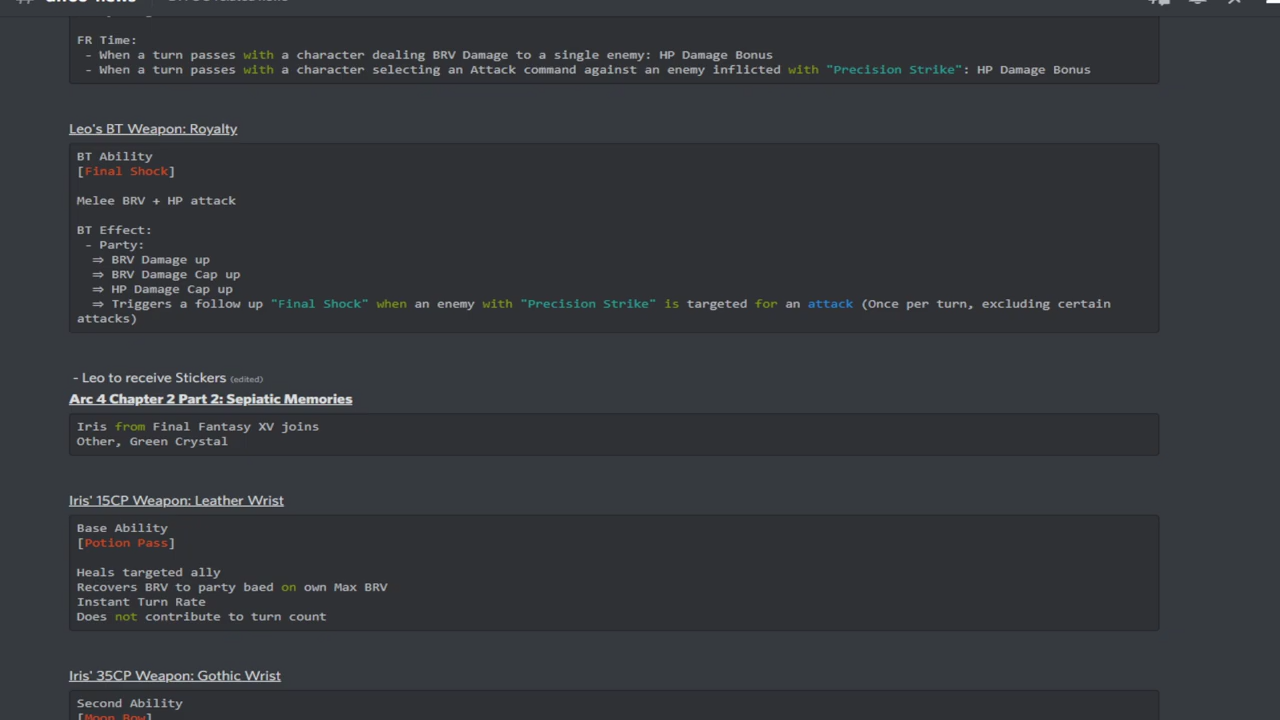 FR Time:
- When a turn passes with a character dealing BRV Damage to a single enemy: HP Damage Bonus
- When a turn passes with a character selecting an Attack command against an enemy inflicted with "Precision Strike": HP Damage Bonus
Leo's BT Weapon: Royalty
BT Ability
[Final Shock]
Melee BRV + HP attack
BT Effect:
- Party:
⇒ BRV Damage up
⇒ BRV Damage Cap up
⇒ HP Damage Cap up
⇒ Triggers a follow up "Final Shock" when an enemy with "Precision Strike" is targeted for an attack (Once per turn, excluding certain
attacks)
- Leo to receive Stickers (edited)
Arc 4 Chapter 2 Part 2: Sepiatic Memories
Iris from Final Fantasy XV joins
Other, Green Crystal
Iris' 15CP Weapon: Leather Wrist
Base Ability
[Potion Pass]
Heals targeted ally
Recovers BRV to party baed on own Max BRV
Instant Turn Rate
Does not contribute to turn count
Iris' 35CP Weapon: Gothic Wrist
Second Ability
[Moon Bow]